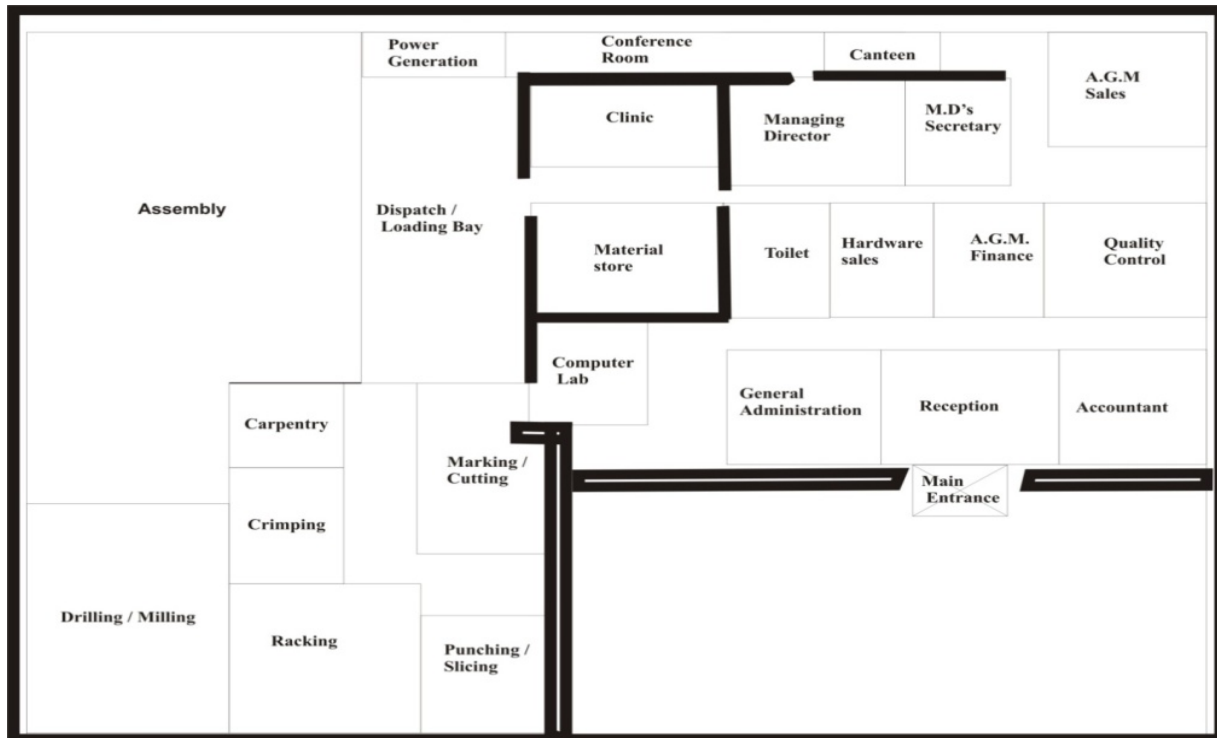 Power
Generation
Conference
Room
Canteen
A.G.M
Sales
Clinic
Managing
Director
M.D's
Secretary
Assembly
Dispatch /
Loading Bay
Material
store
Toilet
Hardware
sales
A.G.M.
Finance
Quality
Control
Computer
Lab
General
Administration
Reception
Accountant
Carpentry
Marking /
Cutting
Main
Entrance
Crimping
Drilling / Milling
Racking
Punching /
Slicing